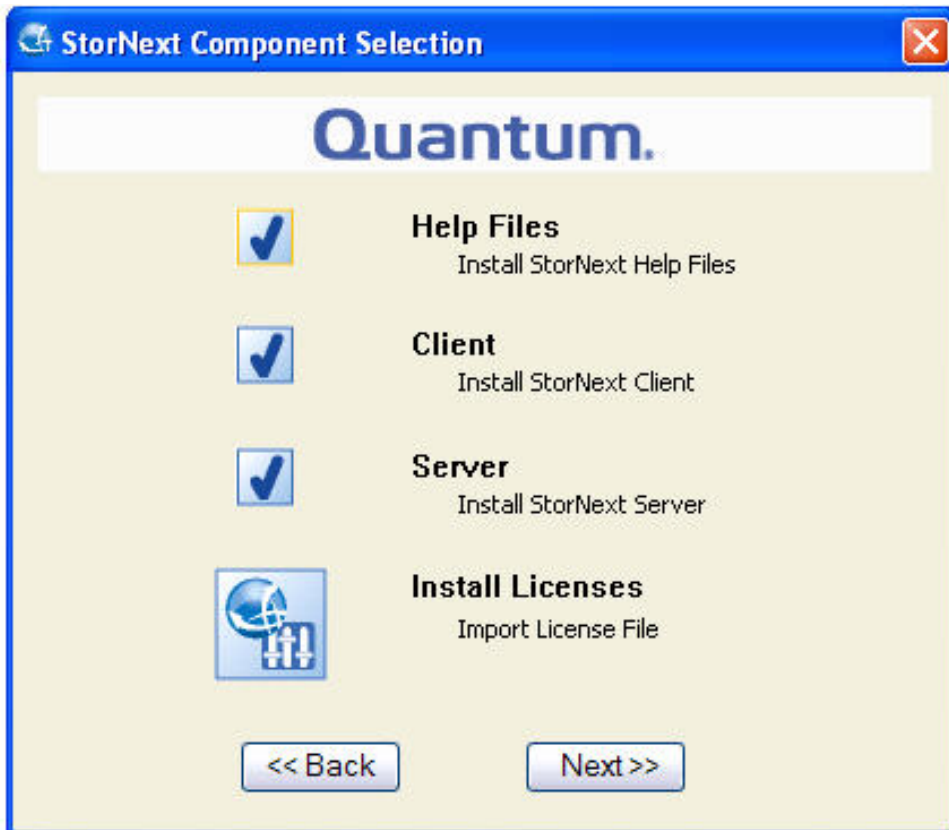 StorNext Component Selection
Quantum.
Help Files
Install StorNext Help Files
Client
Install StorNext Client
Server
Install StorNext Server
Install Licenses
Import License File
<< Back
Next >>